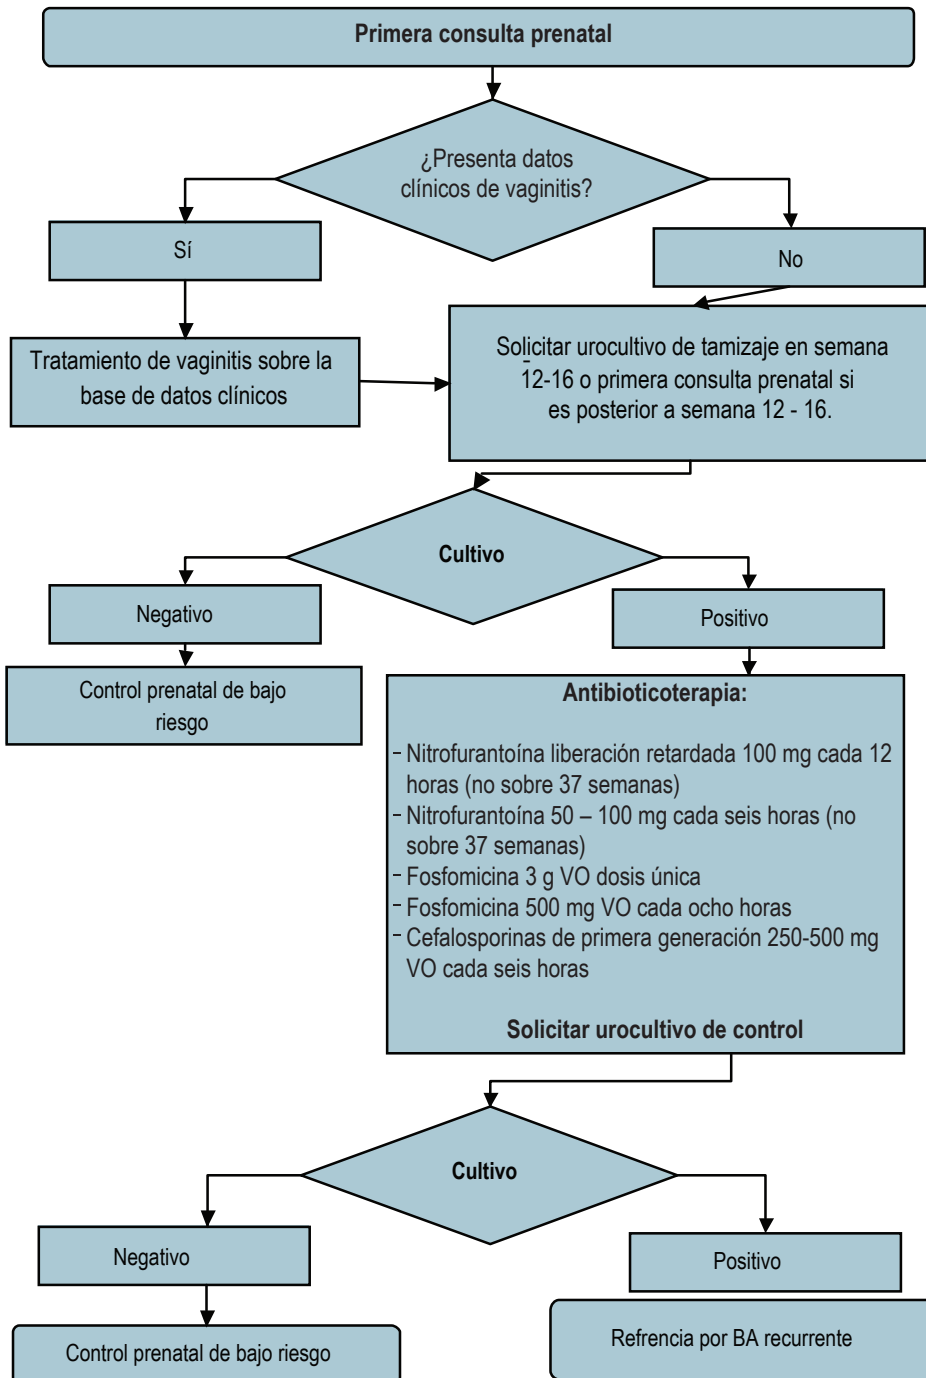 Primera consulta prenatal
¿Presenta datos
clínicos de vaginitis?
Sí
No
Tratamiento de vaginitis sobre la
base de datos clínicos
Solicitar urocultivo de tamizaje en semana
12-16 o primera consulta prenatal si
es posterior a semana 12 - 16.
Cultivo
Negativo
Positivo
Control prenatal de bajo
riesgo
Antibioticoterapia:
- Nitrofurantoína liberación retardada 100 mg cada 12
horas (no sobre 37 semanas)
- Nitrofurantoína 50 – 100 mg cada seis horas (no
sobre 37 semanas)
- Fosfomicina 3 g VO dosis única
- Fosfomicina 500 mg VO cada ocho horas
- Cefalosporinas de primera generación 250-500 mg
VO cada seis horas
Solicitar urocultivo de control
Cultivo
Negativo
Positivo
Control prenatal de bajo riesgo
Refrencia por BA recurrente